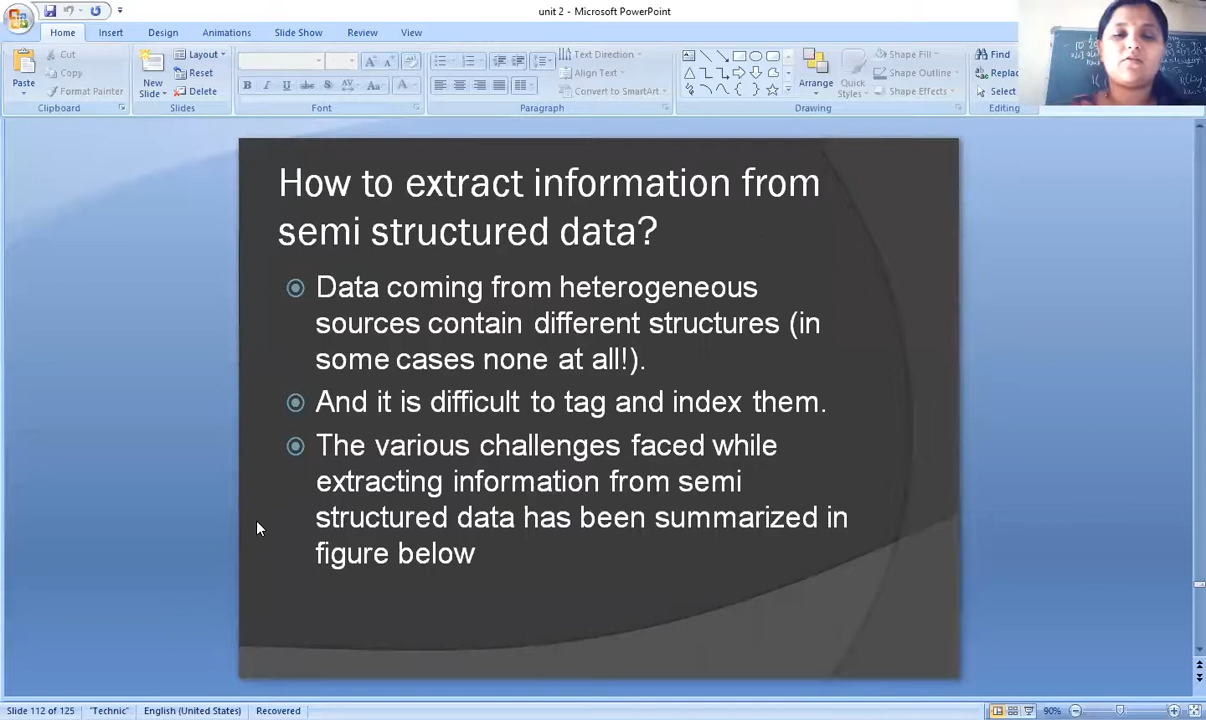 unit 2 - Microsoft PowerPoint
Home Insert Design Animations Slide Show Review View
Cut
Copy
Format Painter
Paste
Clipboard
New
Slide
Layout
Reset
Delete
Slides
B I U abc S AV Aa A
Font
Text Direction
Align Text
Convert to SmartArt
Paragraph
Arrange
Quick
Styles
Shape Fill
Shape Outline
Shape Effects
Drawing
Find
Replac
Select
Editing
How to extract information from
semi structured data?
Data coming from heterogeneous
sources contain different structures (in
some cases none at all!).
And it is difficult to tag and index them.
The various challenges faced while
extracting information from semi
structured data has been summarized in
figure below
Slide 112 of 125 "Technic" English (United States) Recovered 90%